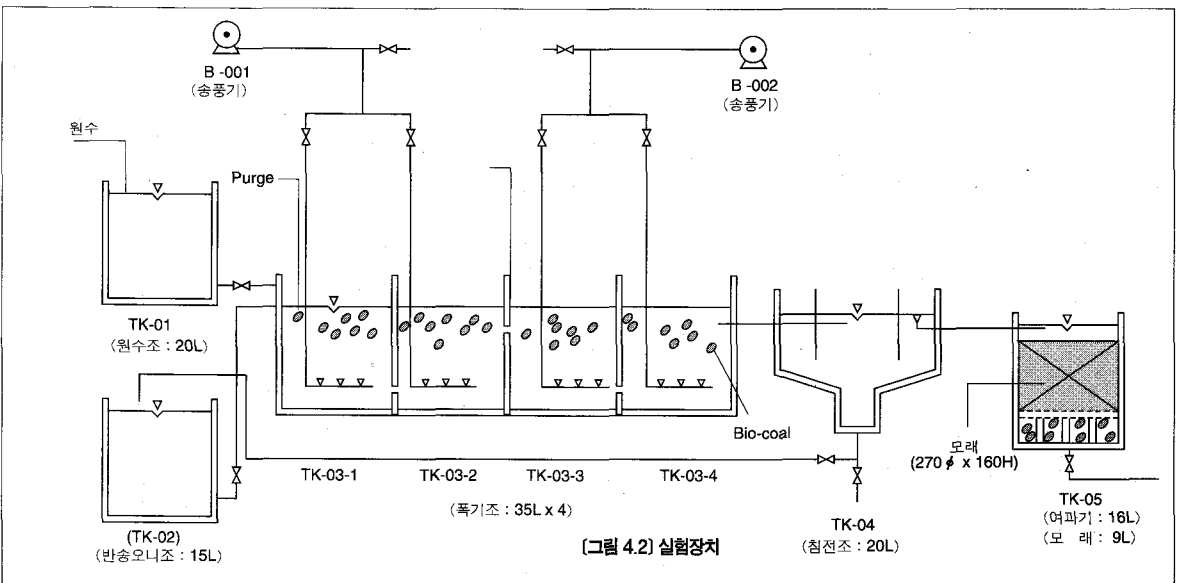 B -001
(송풍기)
B -002
(송풍기)
원수
Purge
TK-01
(원수조 : 20L)
Bio-coal
모래
(270 ϕ x 160H)
TK-03-1
TK-03-2
TK-03-3
TK-03-4
(폭기조 : 35L x 4)
(TK-02)
(반송오니조 : 15L)
TK-04
(침전조 : 20L)
TK-05
(여과기 : 16L)
(모 래 : 9L)
[그림 4.2] 실험장치